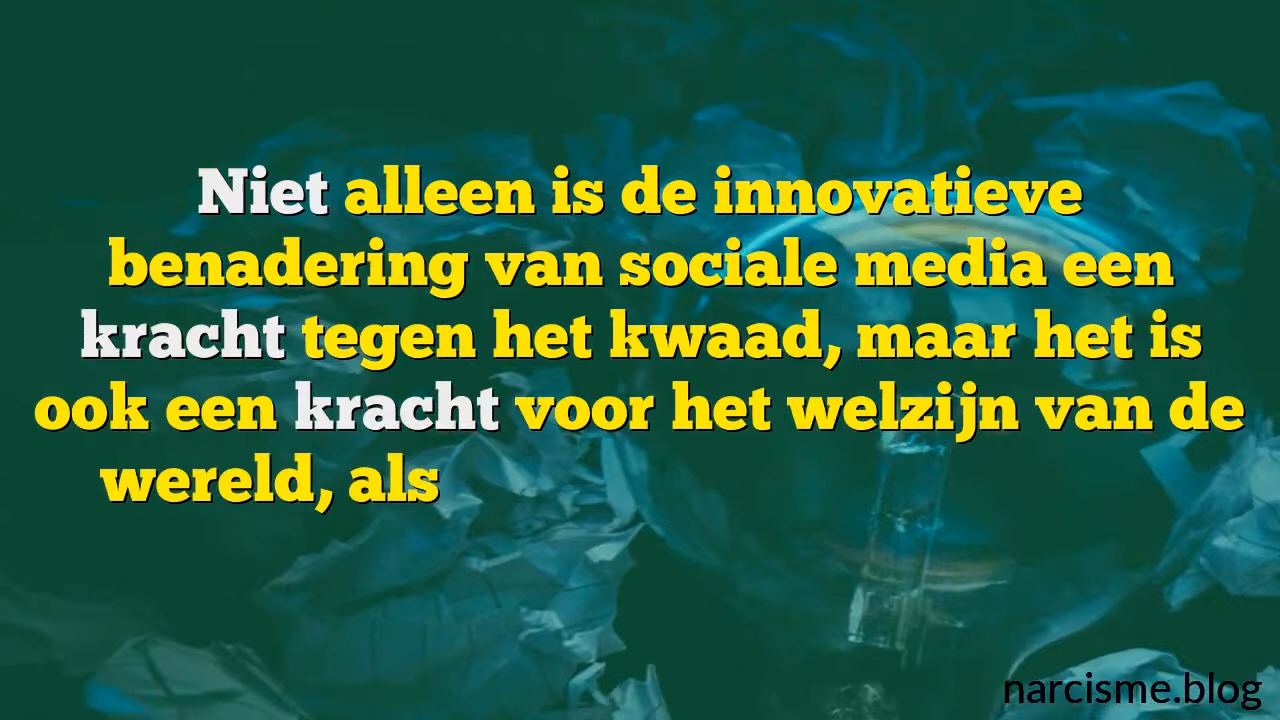 Niet alleen is de innovatieve
benadering van sociale media een
kracht tegen het kwaad, maar het is
ook een kracht voor het welzijn van de
wereld, als
narcisme.blog